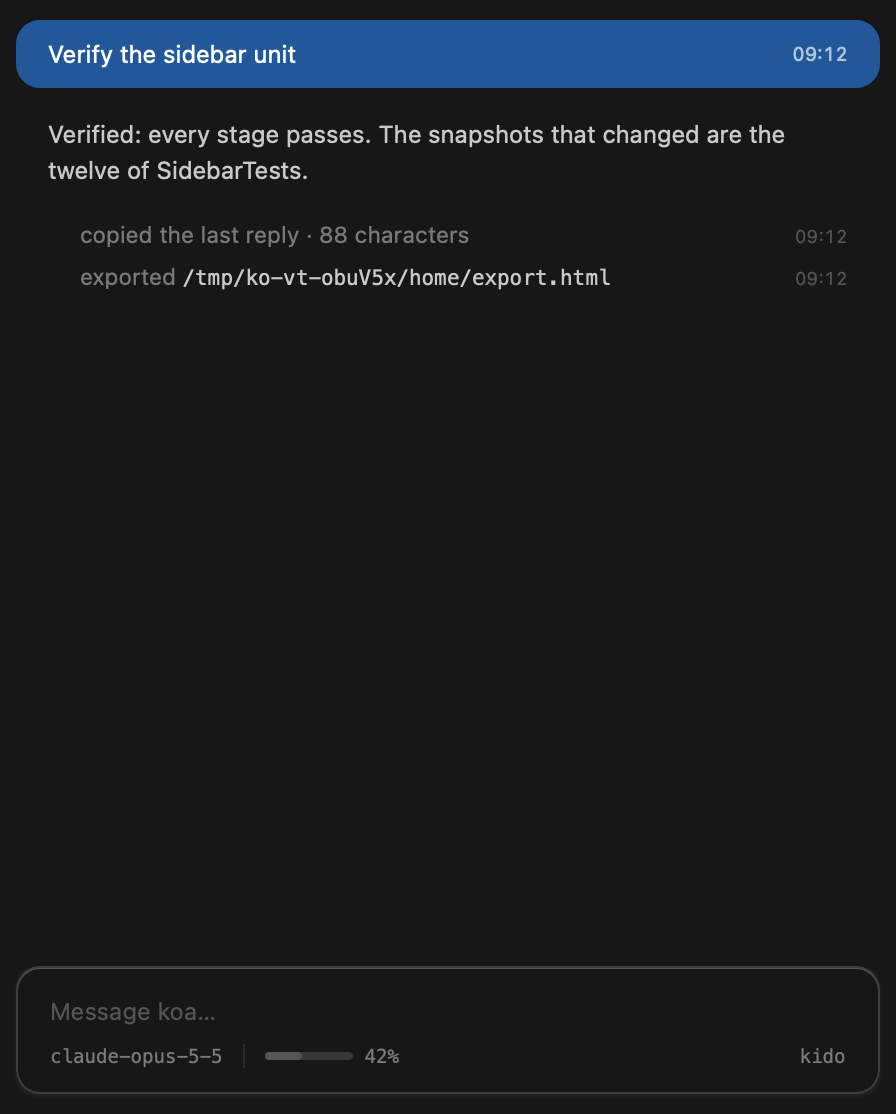 Verify the sidebar unit 09:12
Verified: every stage passes. The snapshots that changed are the
twelve of SidebarTests.
copied the last reply · 88 characters 09:12
exported /tmp/ko-vt-obuV5x/home/export.html 09:12
Message koa...
claude-opus-5-5 42% kido